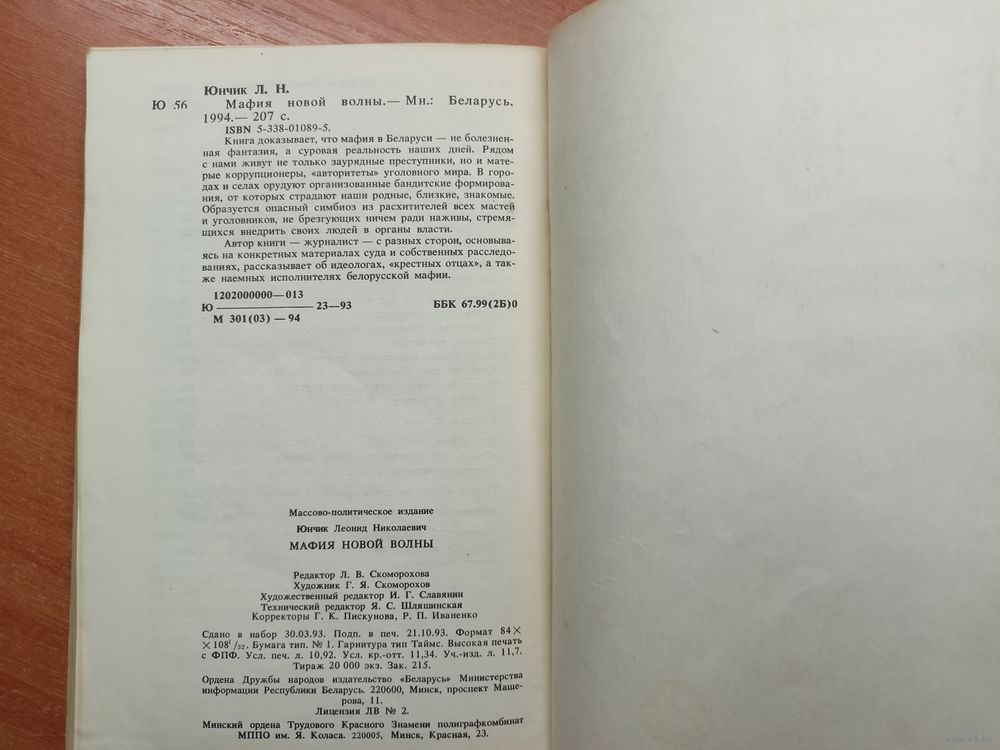 Юнчик Л. Н.
Ю 56
Мафия новой волны.— Мн.: Беларусь,
1994.— 207 с.
ISBN 5-338-01089-5.
Книга доказывает, что мафия в Беларуси — не болезнен-
ная фантазия, а суровая реальность наших дней. Рядом
с нами живут не только заурядные преступники, но и мате-
рые коррупционеры, «авторитеты» уголовного мира. В горо-
дах и селах орудуют организованные бандитские формирова-
ния, от которых страдают наши родные, близкие, знакомые.
Образуется опасный симбиоз из расхитителей всех мастей
и уголовников, не брезгующих ничем ради наживы, стремя-
щихся внедрить своих людей в органы власти.
Автор книги — журналист — с разных сторон, основыва-
ясь на конкретных материалах суда и собственных расследо-
ваниях, рассказывает об идеологах, «крестных отцах», а так-
же наемных исполнителях белорусской мафии.
1202000000—013
Ю ——— 23—93 ББК 67.99(2Б)0
М 301(03) — 94
Массово-политическое издание
Юнчик Леонид Николаевич
МАФИЯ НОВОЙ ВОЛНЫ
Редактор Л. В. Скоморохова
Художник Г. Я. Скоморохов
Художественный редактор И. Г. Славянин
Технический редактор Я. С. Шляшинская
Корректоры Г. К. Пискунова, Р. П. Иваненко
Сдано в набор 30.03.93. Подп. в печ. 21.10.93. Формат 84×
×108¹/₃₂. Бумага тип. № 1. Гарнитура тип Таймс. Высокая печать
с ФПФ. Усл. печ. л. 10,92. Усл. кр.-отт. 11,34. Уч.-изд. л. 11,7.
Тираж 20 000 экз. Зак. 215.
Ордена Дружбы народов издательство «Беларусь» Министерства
информации Республики Беларусь. 220600, Минск, проспект Маше-
рова, 11.
Лицензия ЛВ № 2.
Минский ордена Трудового Красного Знамени полиграфкомбинат
МППО им. Я. Коласа. 220005, Минск, Красная, 23.